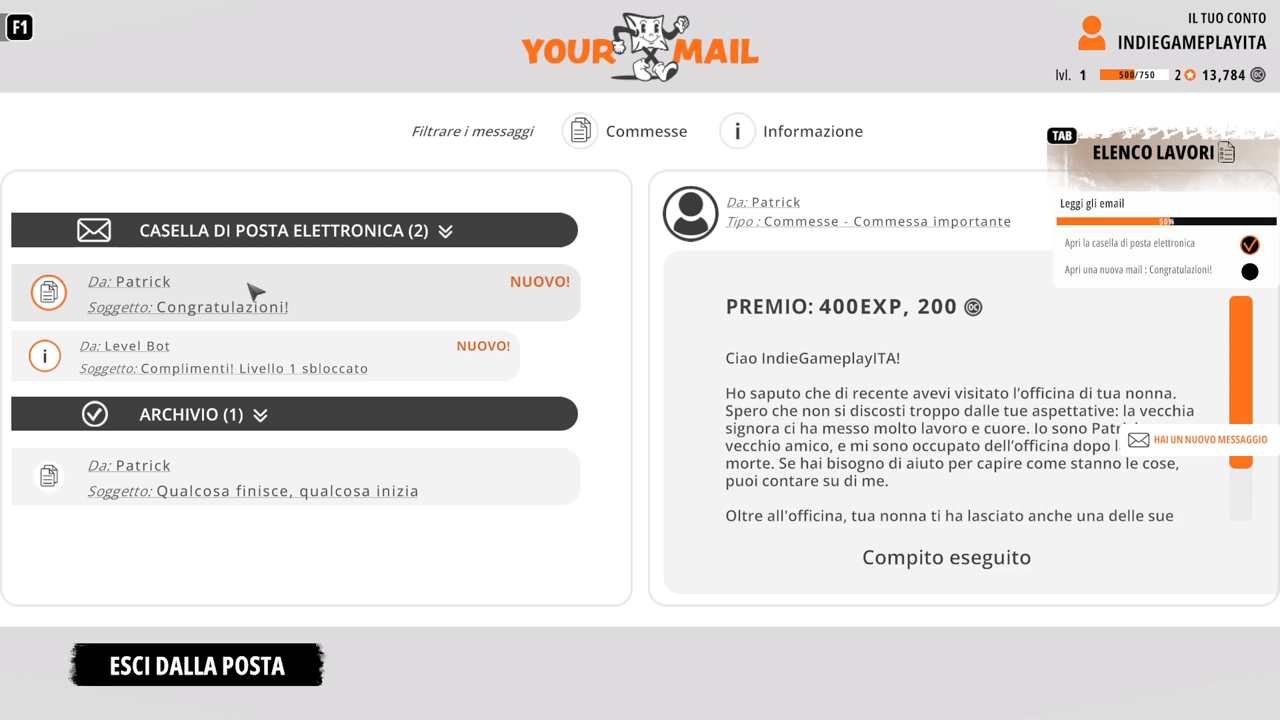 F1
YOUR MAIL
IL TUO CONTO
INDIEGAMEPLAYITA
lvl. 1 500/750 2 13,784 OC
Filtrare i messaggi
Commesse
i Informazione
TAB
ELENCO LAVORI
Leggi gli email
50%
Apri la casella di posta elettronica
Apri una nuova mail : Congratulazioni!
CASELLA DI POSTA ELETTRONICA (2)
Da: Patrick
NUOVO!
Soggetto: Congratulazioni!
i
Da: Level Bot
NUOVO!
Soggetto: Complimenti! Livello 1 sbloccato
ARCHIVIO (1)
Da: Patrick
Soggetto: Qualcosa finisce, qualcosa inizia
Da: Patrick
Tipo : Commesse - Commessa importante
PREMIO: 400EXP, 200 OC
Ciao IndieGameplayITA!
Ho saputo che di recente avevi visitato l’officina di tua nonna.
Spero che non si discosti troppo dalle tue aspettative: la vecchia
signora ci ha messo molto lavoro e cuore. Io sono
vecchio amico, e mi sono occupato dell’officina dopo
morte. Se hai bisogno di aiuto per capire come stanno le cose,
puoi contare su di me.
Oltre all'officina, tua nonna ti ha lasciato anche una delle sue
HAI UN NUOVO MESSAGGIO
Compito eseguito
ESCI DALLA POSTA